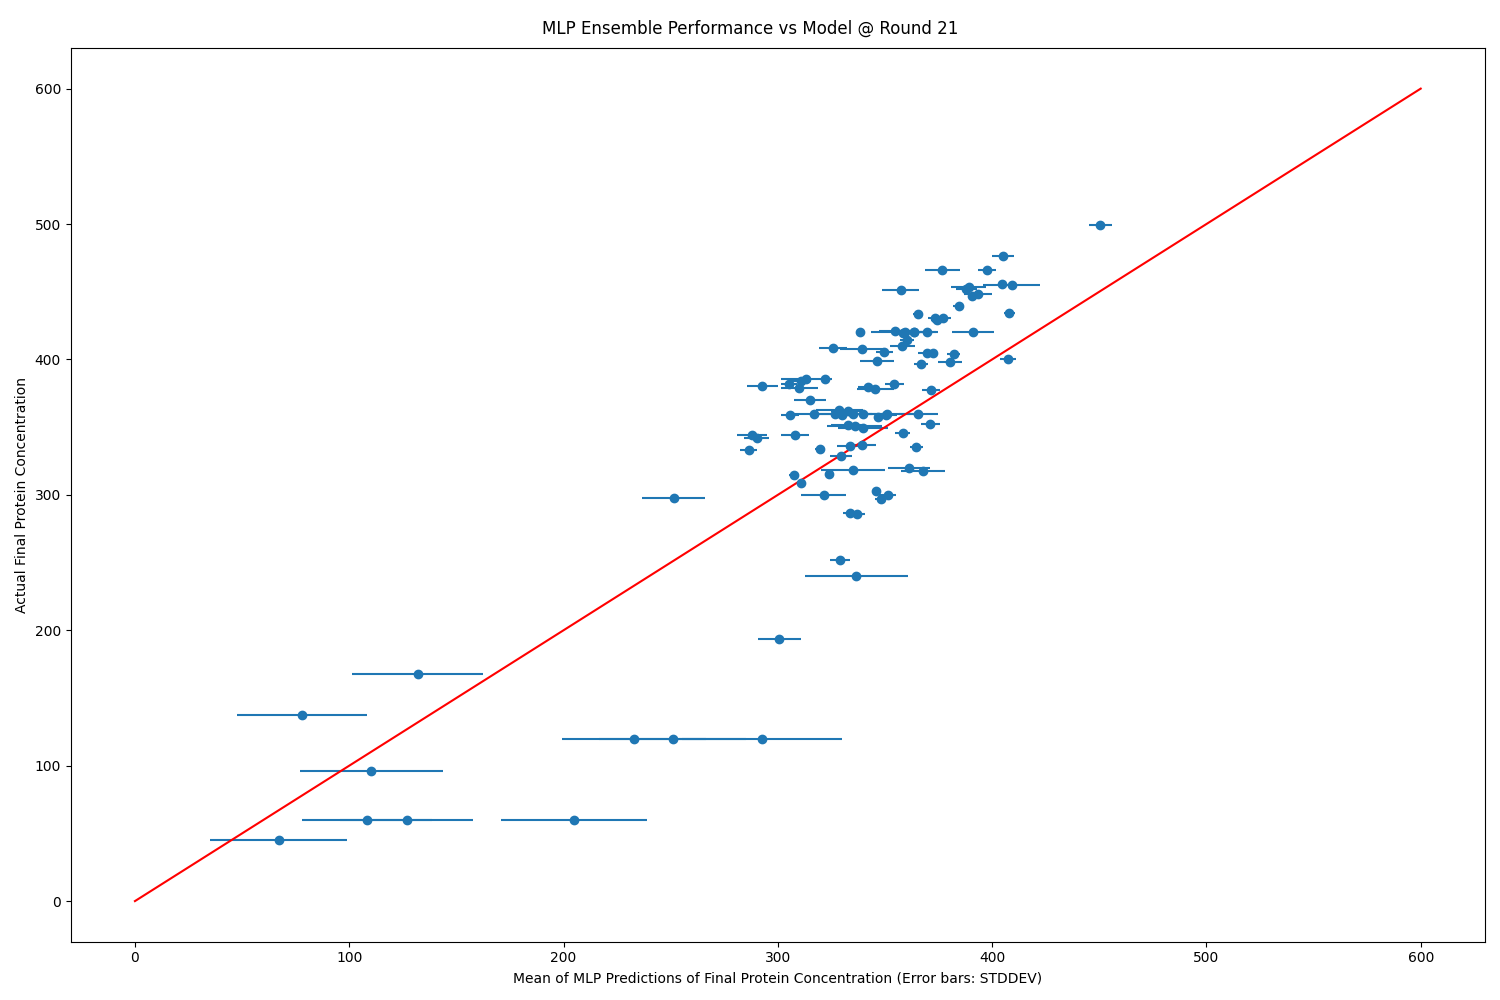 MLP Ensemble Performance vs Model @ Round 21
600
500
400
300
200
100
0
Actual Final Protein Concentration
0 100 200 300 400 500 600
Mean of MLP Predictions of Final Protein Concentration (Error bars: STDDEV)